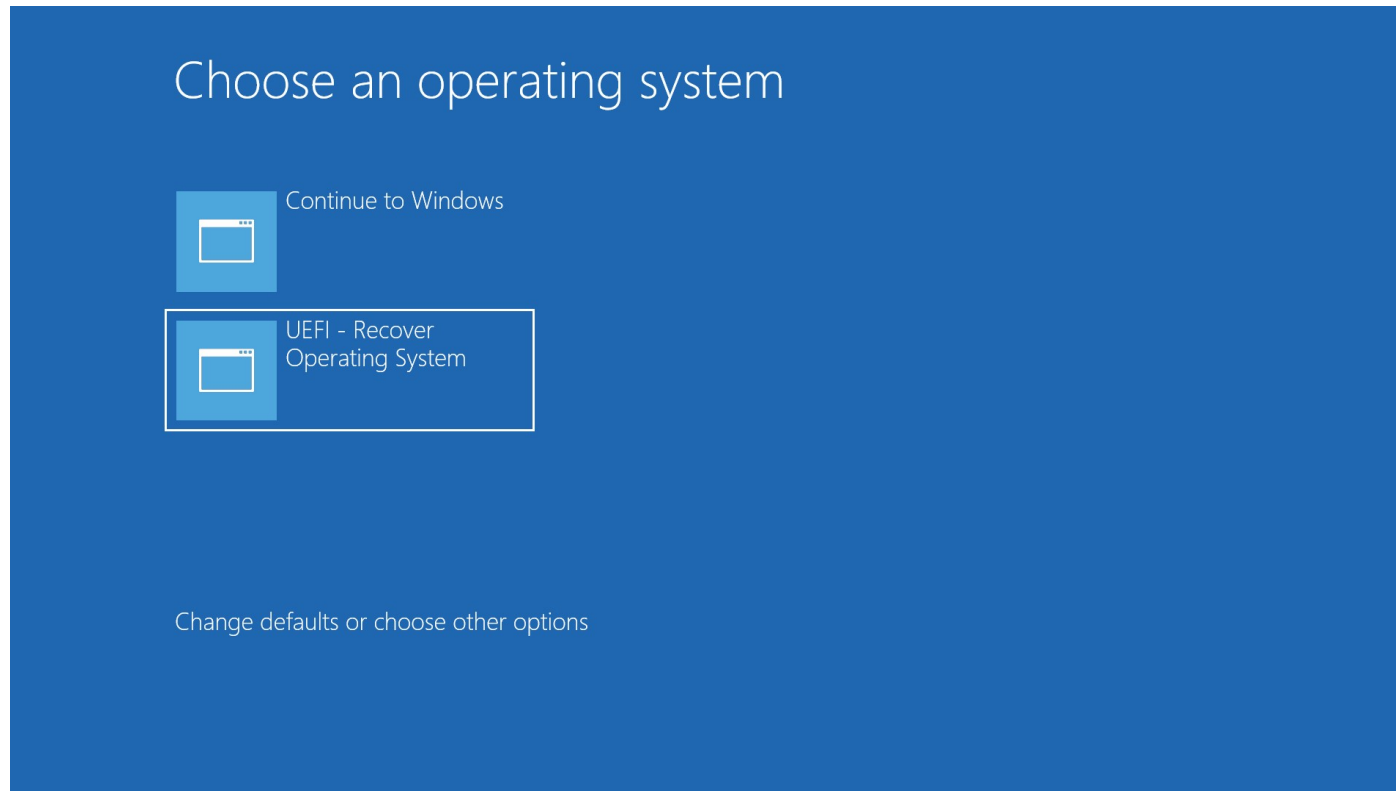 Choose an operating system
Continue to Windows
UEFI - Recover
Operating System
Change defaults or choose other options